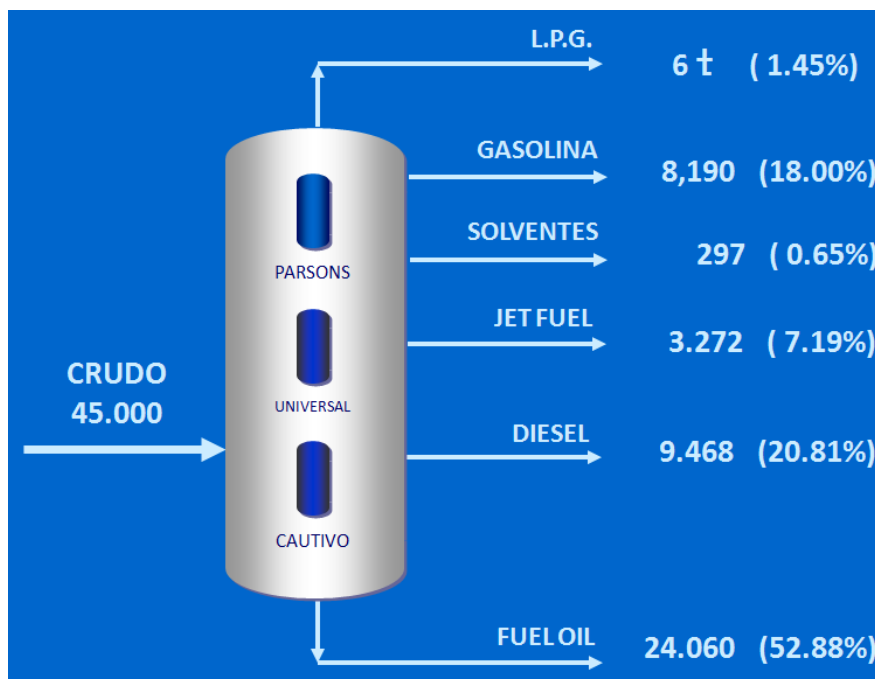 L.P.G.
6 t ( 1.45%)
GASOLINA
8,190 (18.00%)
SOLVENTES
297 ( 0.65%)
JET FUEL
3.272 ( 7.19%)
DIESEL
9.468 (20.81%)
FUEL OIL
24.060 (52.88%)
CRUDO
45.000
PARSONS
UNIVERSAL
CAUTIVO